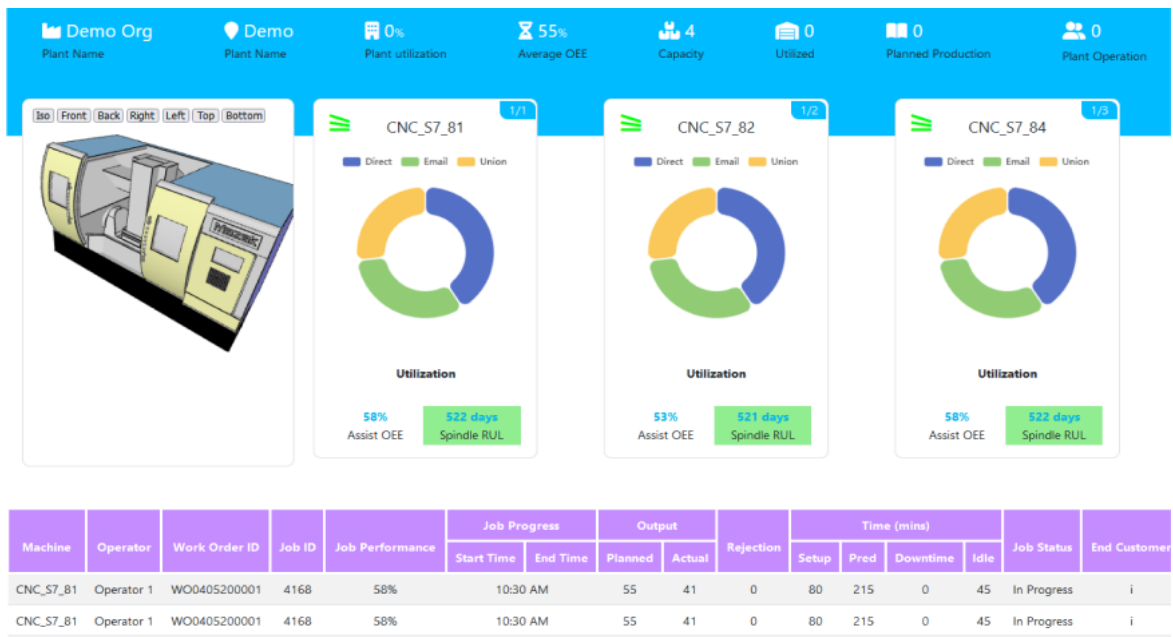 Demo Org
Plant Name
Demo
Plant Name
0%
Plant utilization
55%
Average OEE
4
Capacity
0
Utilized
0
Planned Production
0
Plant Operation
Iso Front Back Right Left Top Bottom
Mazak
1/1
CNC_S7_81
Direct Email Union
Utilization
58% 522 days
Assist OEE Spindle RUL
1/2
CNC_S7_82
Direct Email Union
Utilization
53% 521 days
Assist OEE Spindle RUL
1/3
CNC_S7_84
Direct Email Union
Utilization
58% 522 days
Assist OEE Spindle RUL
Job Progress Output Time (mins)
Machine Operator Work Order ID Job ID Job Performance Rejection Job Status End Customer
Start Time End Time Planned Actual Setup Pred Downtime Idle
CNC_S7_81 Operator 1 WO0405200001 4168 58% 10:30 AM 55 41 0 80 215 0 45 In Progress i
CNC_S7_81 Operator 1 WO0405200001 4168 58% 10:30 AM 55 41 0 80 215 0 45 In Progress i